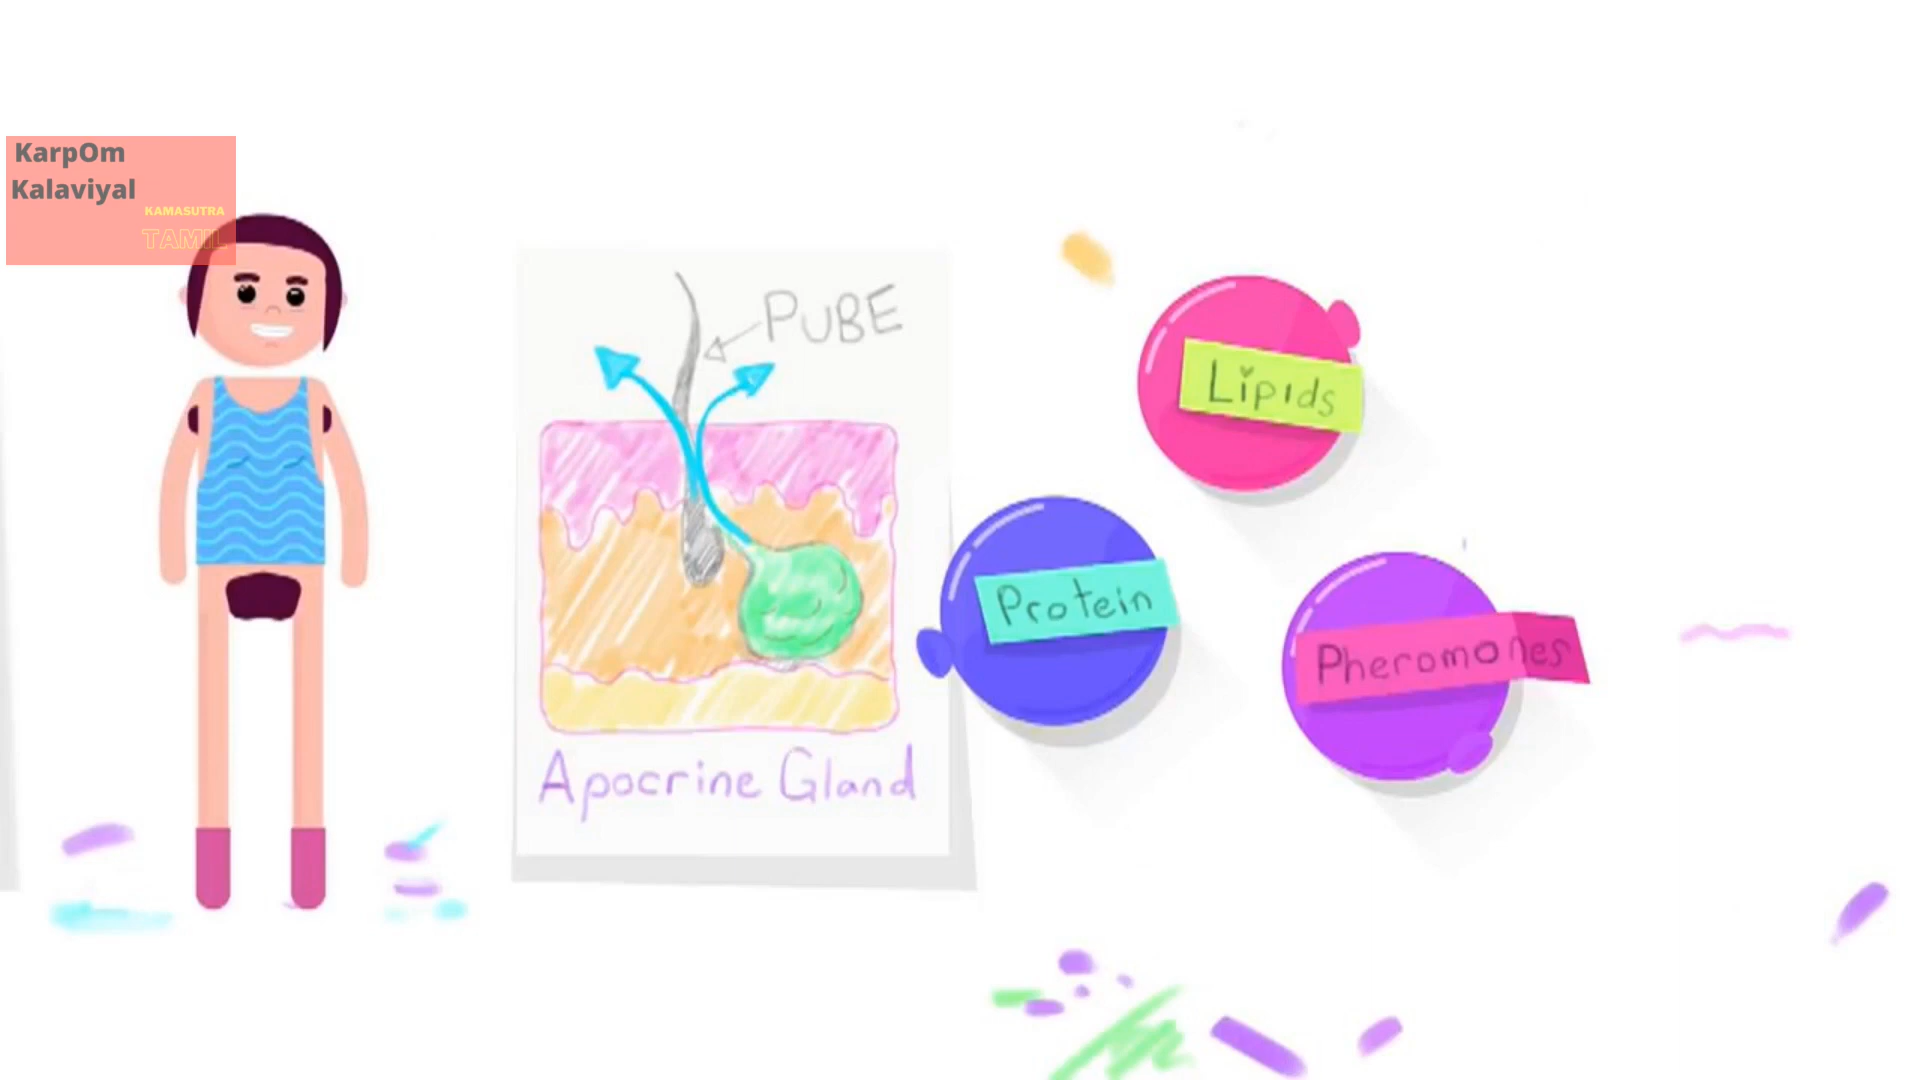 KarpOm
Kalaviyal
KAMASUTRA
TAMIL
PUBE
Apocrine Gland
Lipids
Protein
Pheromones